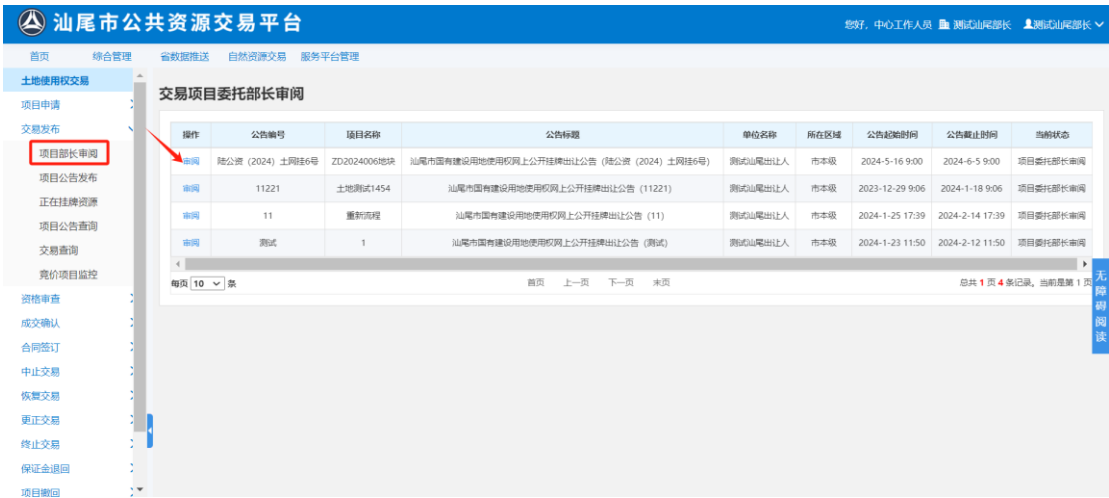 汕尾市公共资源交易平台
您好, 中心工作人员 测试汕尾部长 测试汕尾部长
首页 综合管理 省数据推送 自然资源交易 服务平台管理
土地使用权交易
项目申请
交易发布
项目部长审阅
项目公告发布
正在挂牌资源
项目公告查询
交易查询
竞价项目监控
资格审查
成交确认
合同签订
中止交易
恢复交易
更正交易
终止交易
保证金退回
项目撤回
交易项目委托部长审阅
操作 公告编号 项目名称 公告标题 单位名称 所在区域 公告起始时间 公告截止时间 当前状态
审阅 陆公资（2024）土网挂6号 ZD2024006地块 汕尾市国有建设用地使用权网上公开挂牌出让公告（陆公资（2024）土网挂6号） 测试汕尾出让人 市本级 2024-5-16 9:00 2024-6-5 9:00 项目委托部长审阅
审阅 11221 土地测试1454 汕尾市国有建设用地使用权网上公开挂牌出让公告（11221） 测试汕尾出让人 市本级 2023-12-29 9:06 2024-1-18 9:06 项目委托部长审阅
审阅 11 重新流程 汕尾市国有建设用地使用权网上公开挂牌出让公告（11） 测试汕尾出让人 市本级 2024-1-25 17:39 2024-2-14 17:39 项目委托部长审阅
审阅 测试 1 汕尾市国有建设用地使用权网上公开挂牌出让公告（测试） 测试汕尾出让人 市本级 2024-1-23 11:50 2024-2-12 11:50 项目委托部长审阅
每页 10 条 首页 上一页 下一页 末页 总共 1 页 4 条记录，当前是第 1 页
无障碍阅读